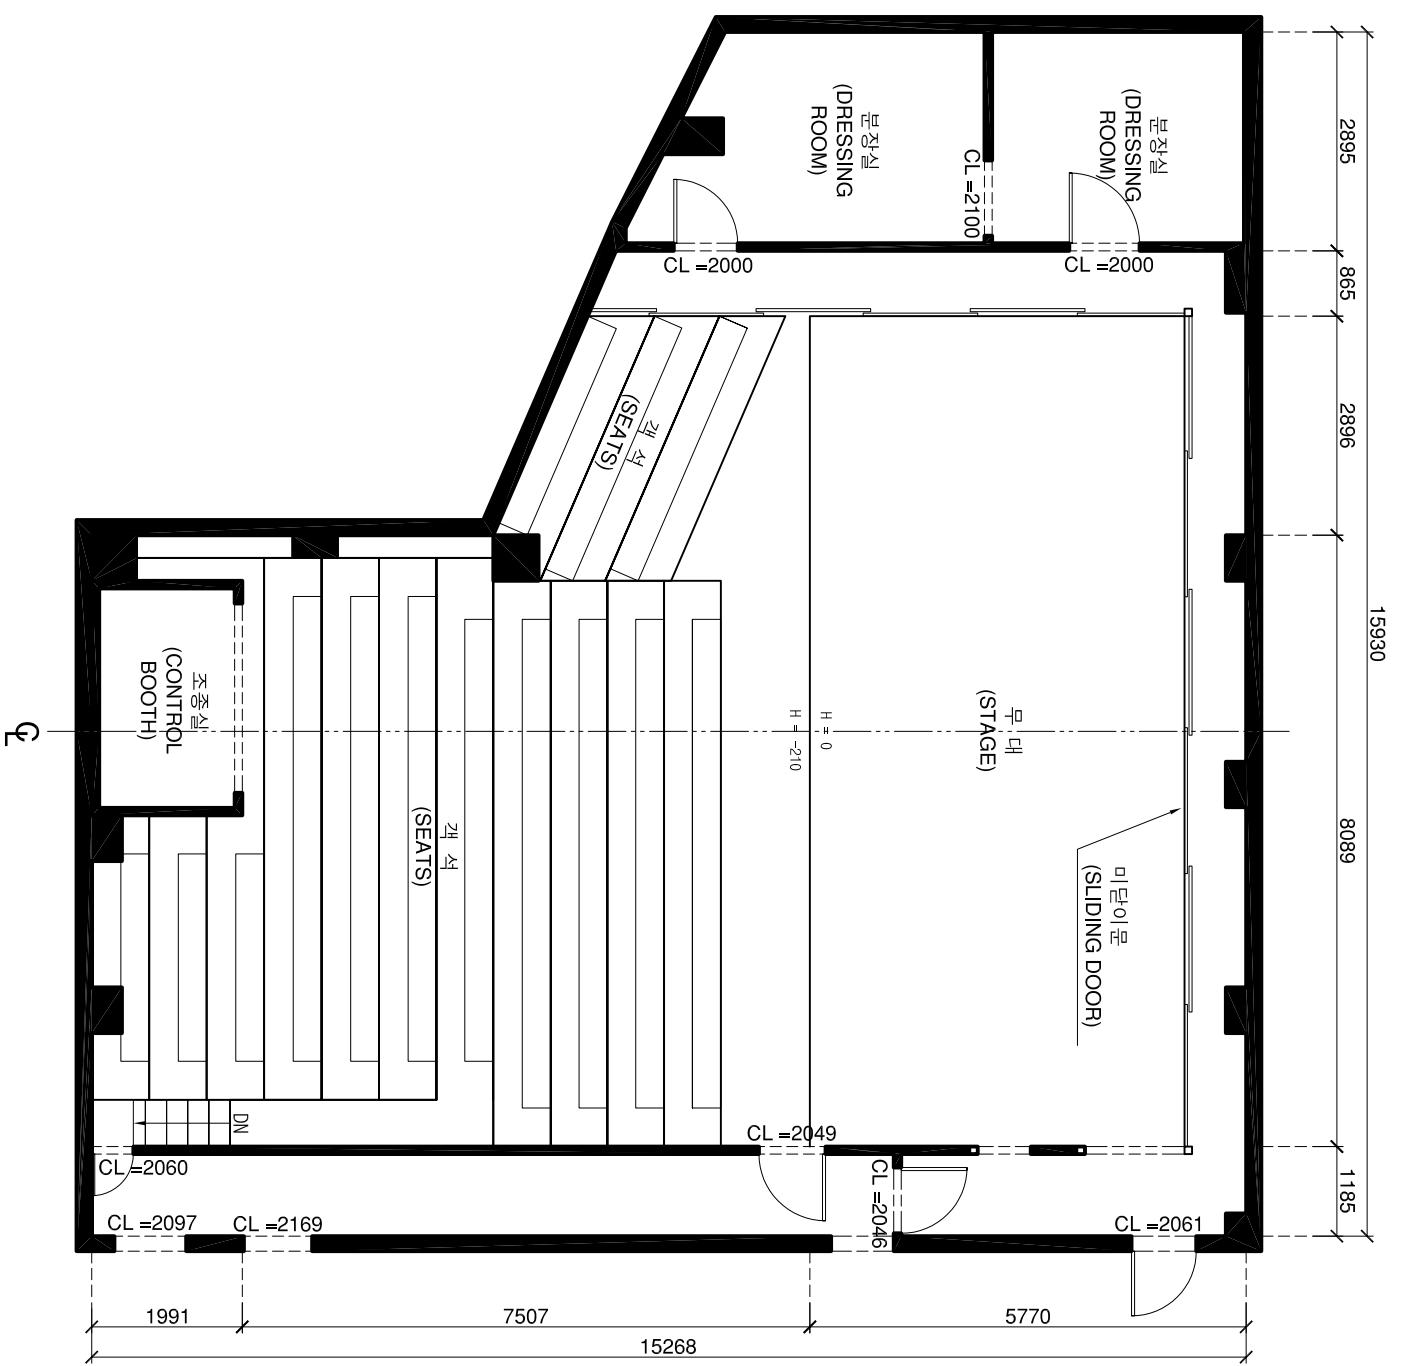 분장실
(DRESSING
ROOM)
분장실
(DRESSING
ROOM)
CL =2100
CL =2000
CL =2000
2895
865
2896
15930
8089
1185
객 석
(SEATS)
조종실
(CONTROL
BOOTH)
무 대
(STAGE)
H = 0
H = -210
CL
객 석
(SEATS)
미닫이문
(SLIDING DOOR)
DN
CL =2049
CL =2060
CL =2046
CL =2097
CL =2169
CL =2061
1991
7507
5770
15268